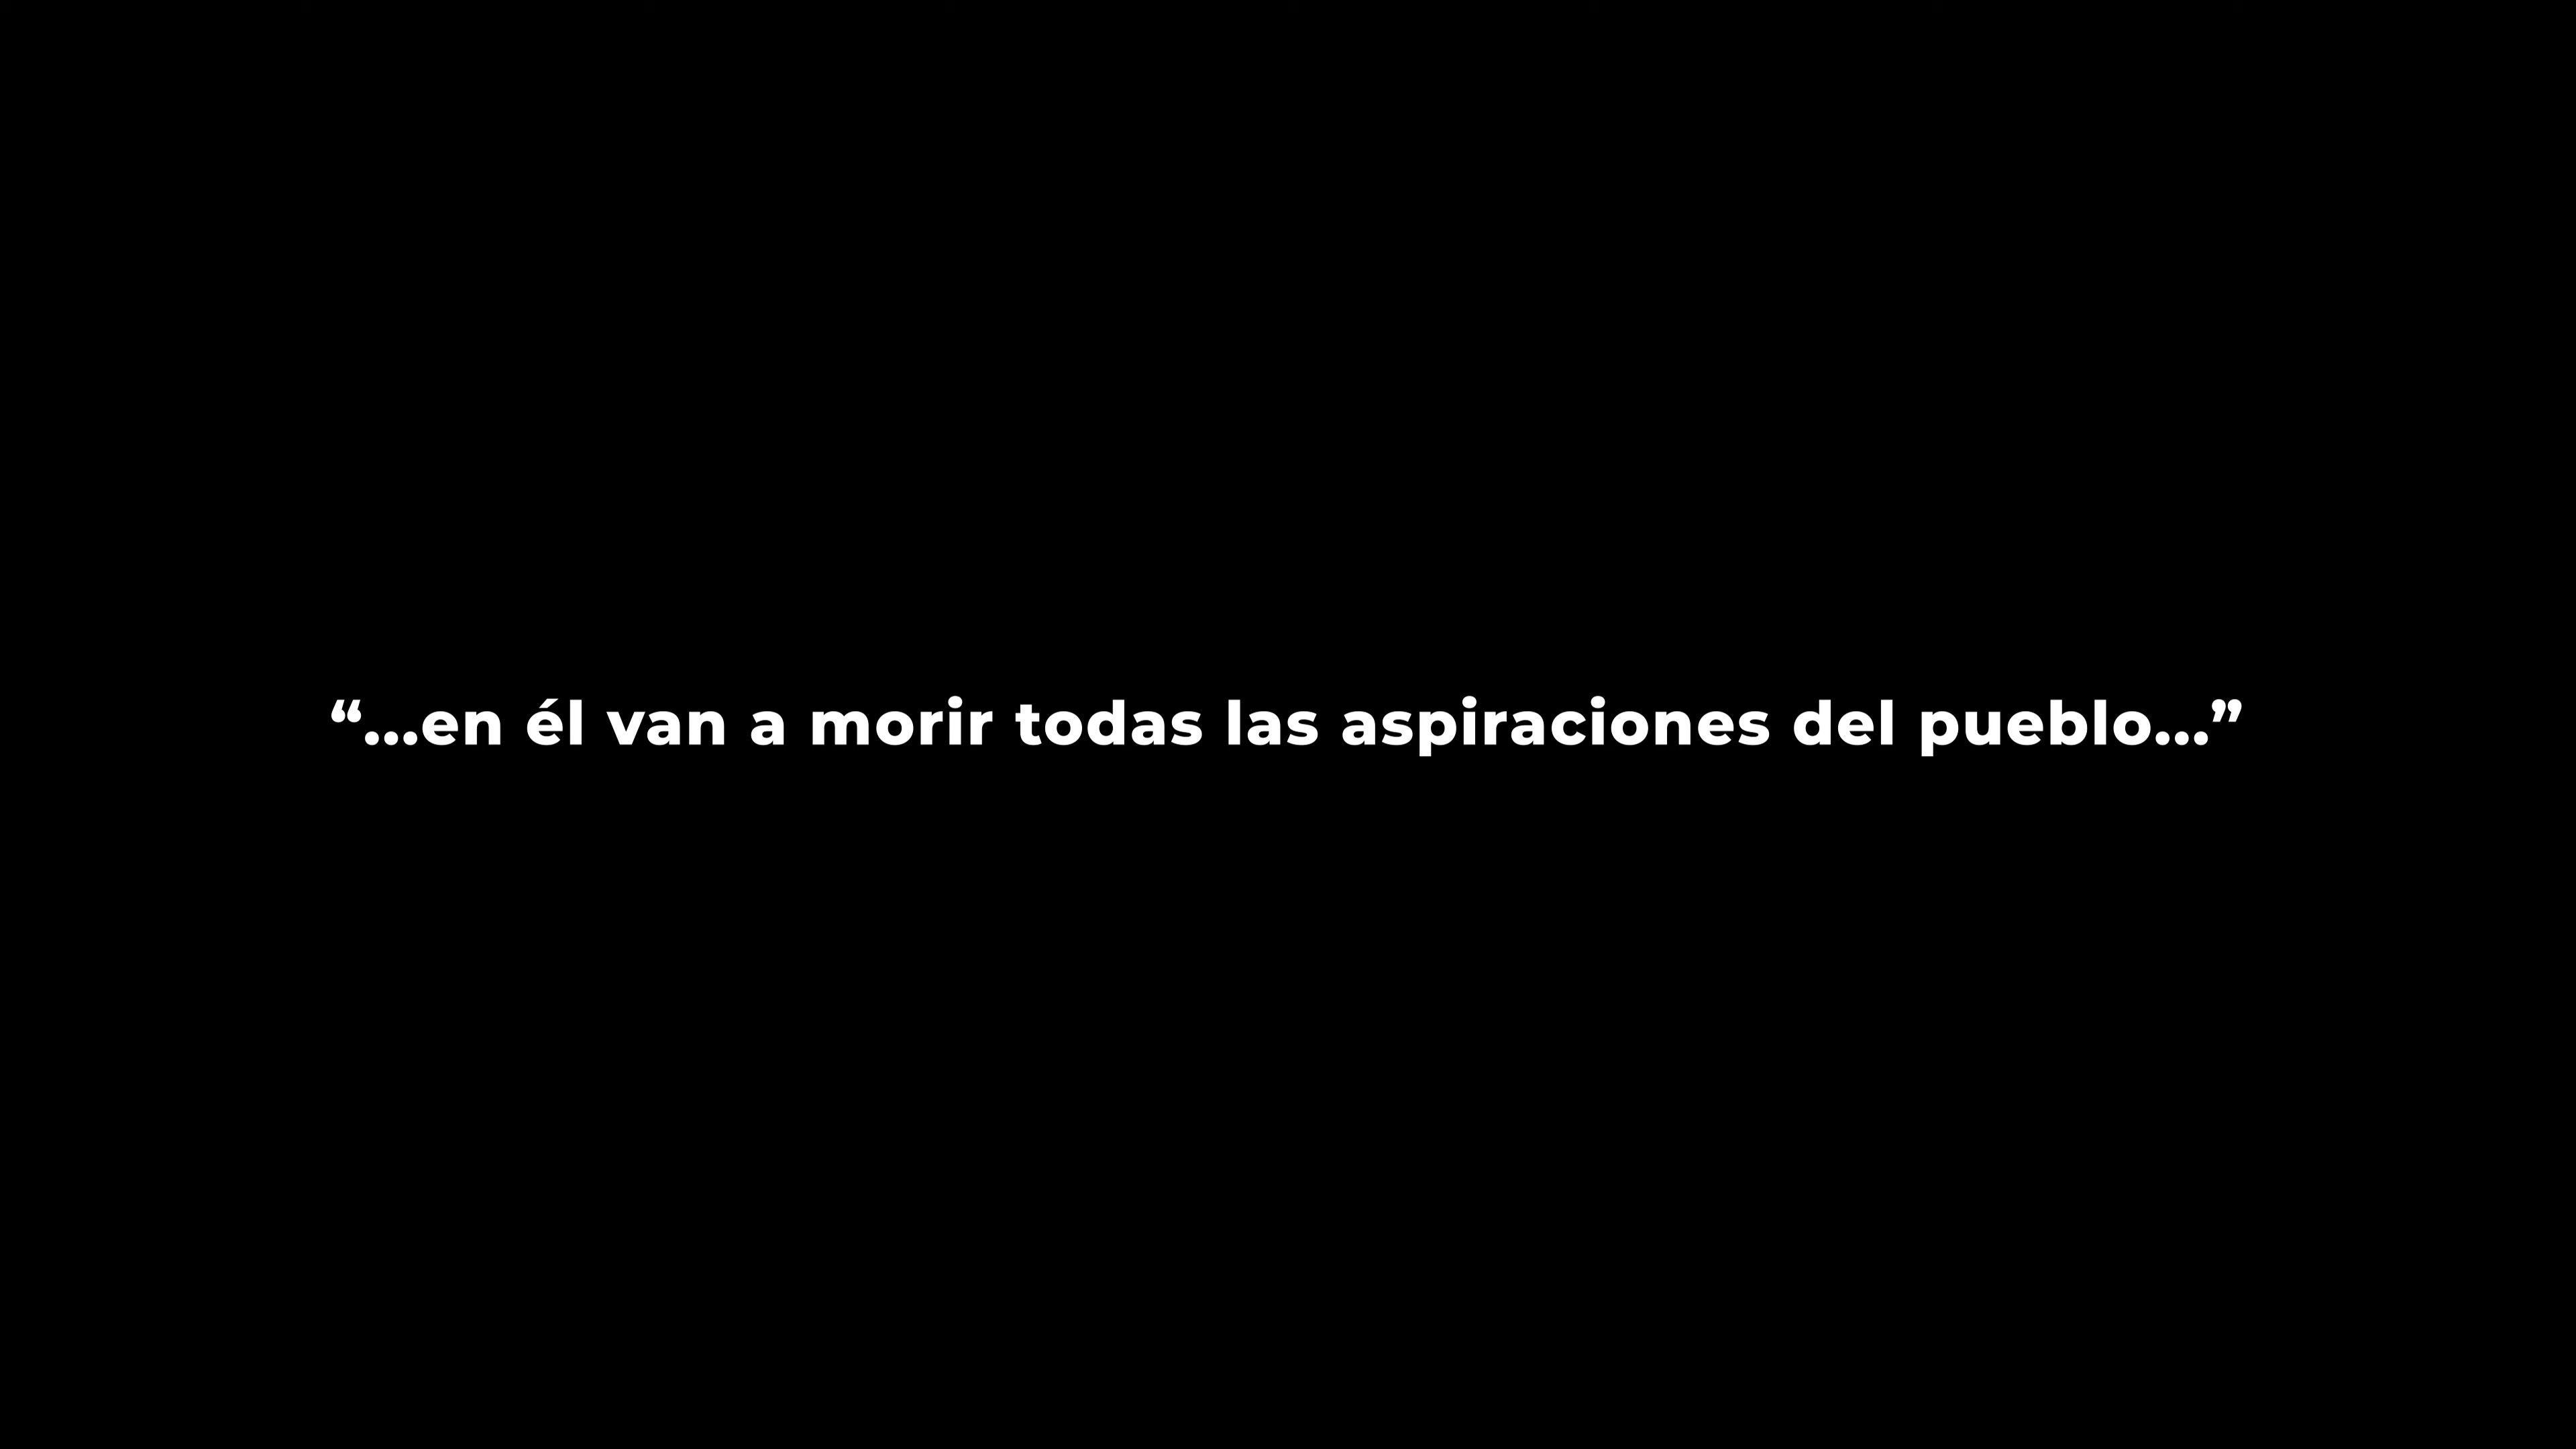 “...en él van a morir todas las aspiraciones del pueblo...”